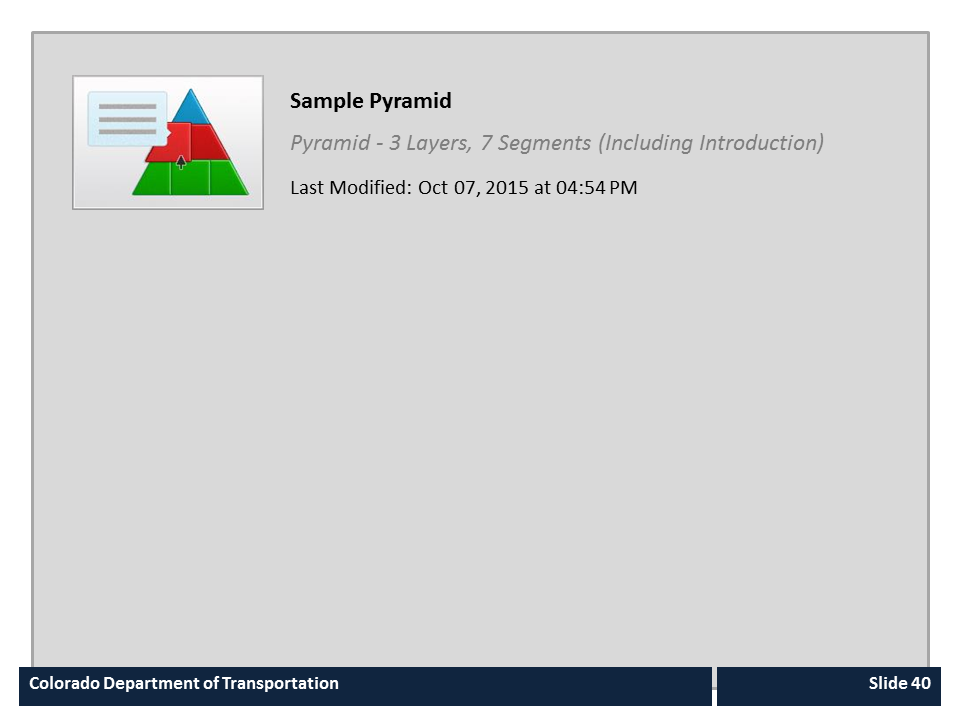 Sample Pyramid
Pyramid - 3 Layers, 7 Segments (Including Introduction)
Last Modified: Oct 07, 2015 at 04:54 PM
Colorado Department of Transportation
Slide 40